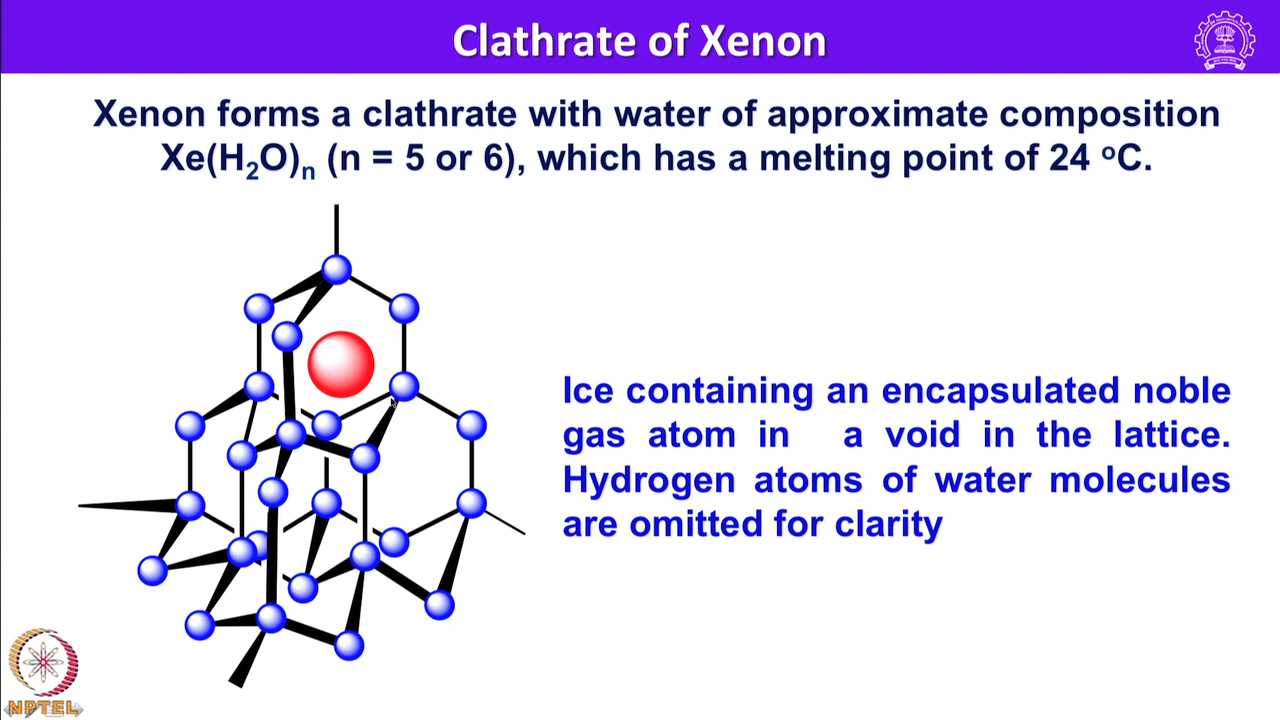 Clathrate of Xenon
Xenon forms a clathrate with water of approximate composition
Xe(H₂O)ₙ (n = 5 or 6), which has a melting point of 24 ᵒC.
Ice containing an encapsulated noble
gas atom in a void in the lattice.
Hydrogen atoms of water molecules
are omitted for clarity
NPTEL